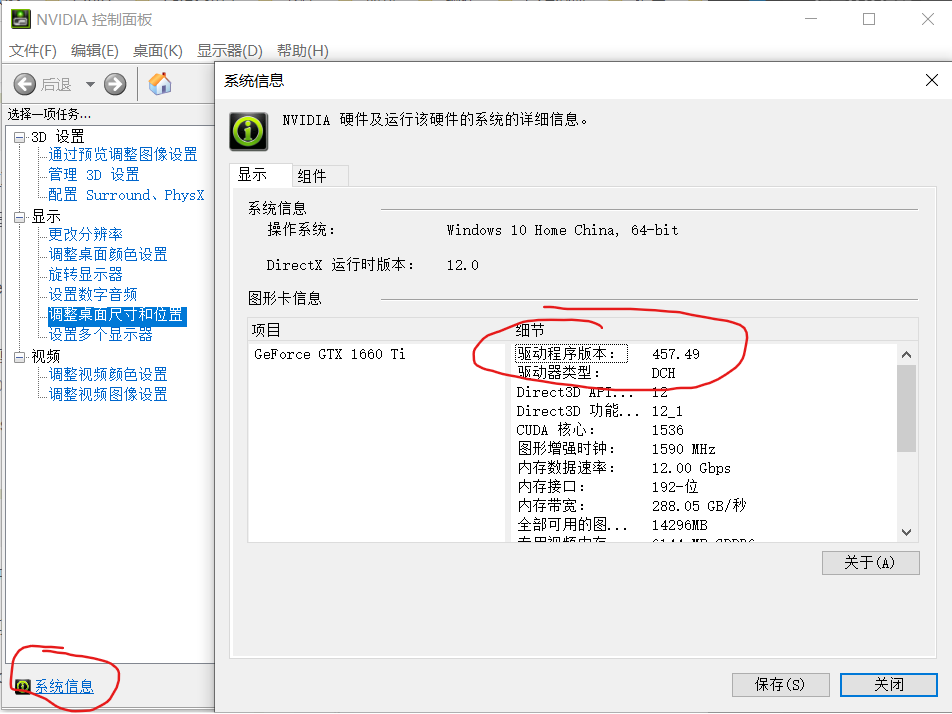 NVIDIA 控制面板
文件(F) 编辑(E) 桌面(K) 显示器(D) 帮助(H)
后退
选择一项任务...
3D 设置
通过预览调整图像设置
管理 3D 设置
配置 Surround、PhysX
显示
更改分辨率
调整桌面颜色设置
旋转显示器
设置数字音频
调整桌面尺寸和位置
设置多个显示器
视频
调整视频颜色设置
调整视频图像设置
系统信息
系统信息
NVIDIA 硬件及运行该硬件的系统的详细信息。
显示 组件
系统信息
操作系统: Windows 10 Home China, 64-bit
DirectX 运行时版本: 12.0
图形卡信息
项目 细节
GeForce GTX 1660 Ti
驱动程序版本: 457.49
驱动器类型: DCH
Direct3D API... 12
Direct3D 功能... 12_1
CUDA 核心: 1536
图形增强时钟: 1590 MHz
内存数据速率: 12.00 Gbps
内存接口: 192-位
内存带宽: 288.05 GB/秒
全部可用的图... 14296MB
专用视频内存 6144 MB GDDR6
关于(A)
保存(S) 关闭